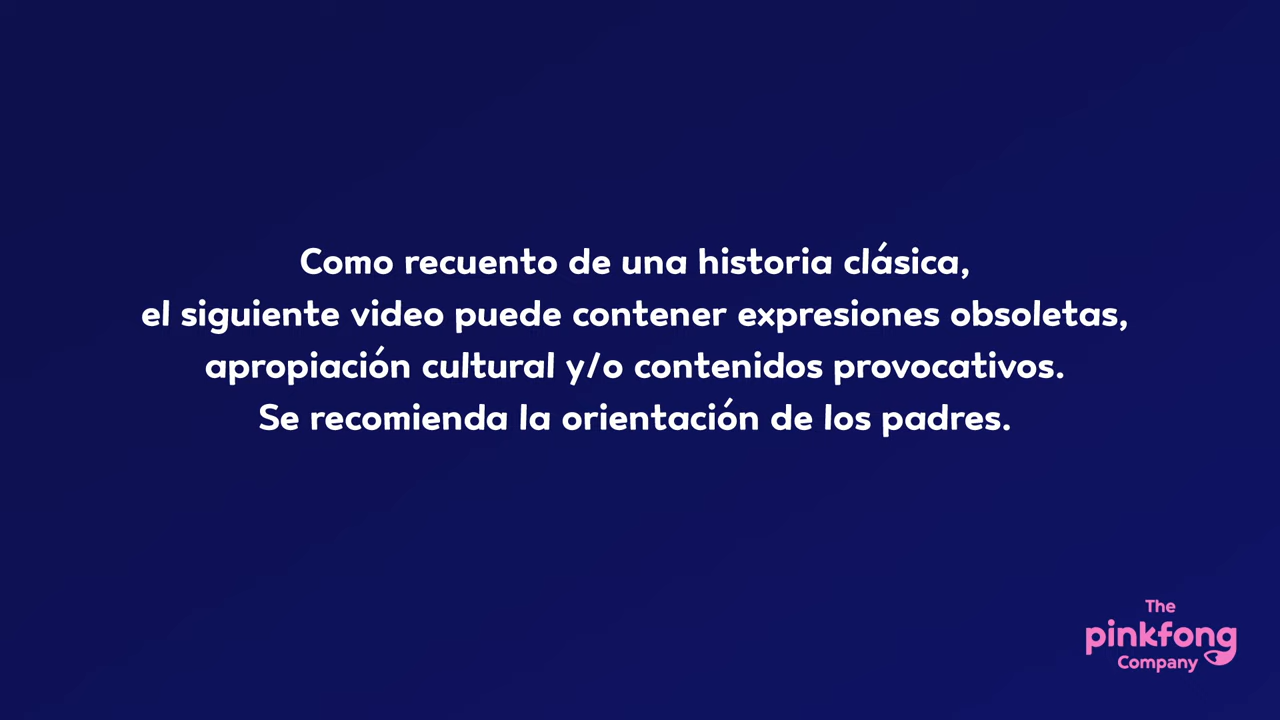 Como recuento de una historia clásica,
el siguiente video puede contener expresiones obsoletas,
apropiación cultural y/o contenidos provocativos.
Se recomienda la orientación de los padres.
The
pinkfong
Company